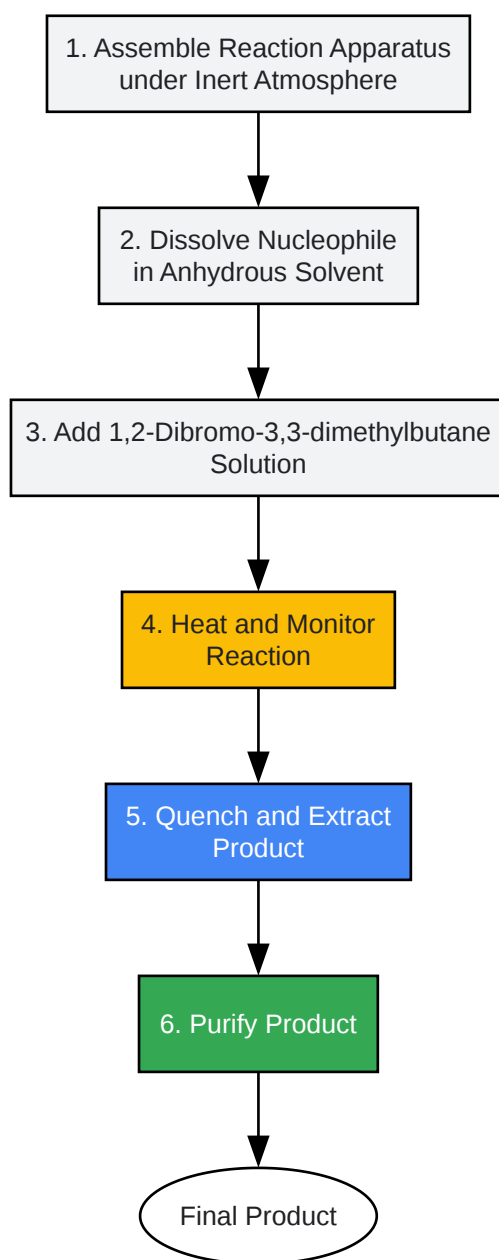 1. Assemble Reaction Apparatus
under Inert Atmosphere
2. Dissolve Nucleophile
in Anhydrous Solvent
3. Add 1,2-Dibromo-3,3-dimethylbutane
Solution
4. Heat and Monitor
Reaction
5. Quench and Extract
Product
6. Purify Product
Final Product